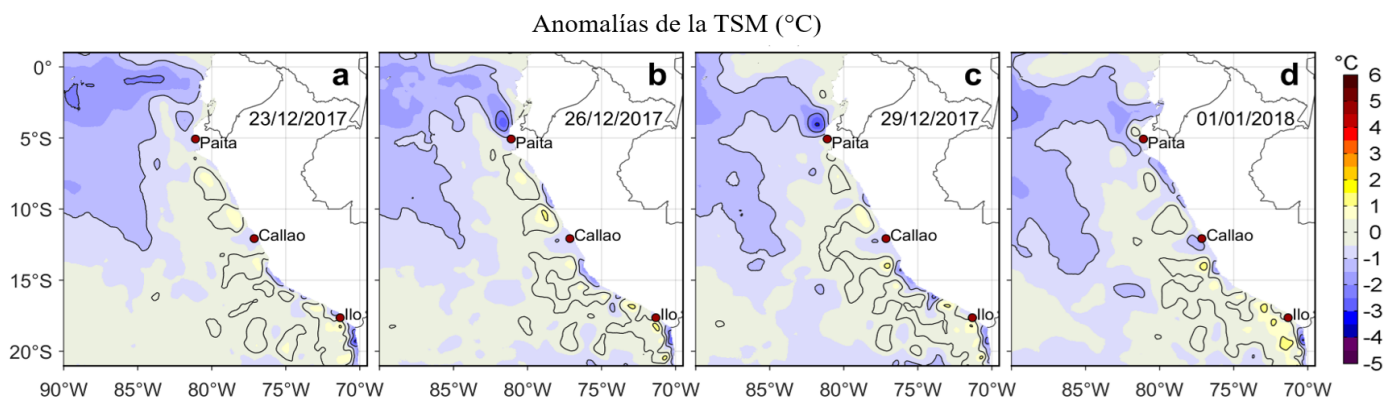 Anomalías de la TSM (°C)
a
b
c
d
°C
23/12/2017
26/12/2017
29/12/2017
01/01/2018
0°
5°S
10°S
15°S
20°S
Paita
Callao
Ilo
Paita
Callao
Ilo
Paita
Callao
Ilo
Paita
Callao
Ilo
90°W 85°W 80°W 75°W 70°W
85°W 80°W 75°W 70°W
85°W 80°W 75°W 70°W
85°W 80°W 75°W 70°W
6
5
4
3
2
1
0
-1
-2
-3
-4
-5